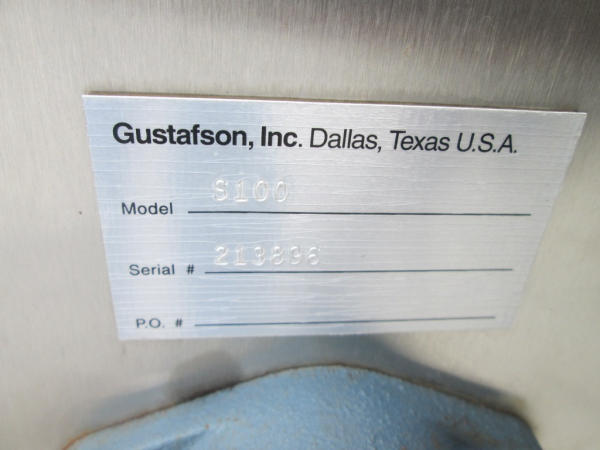 Gustafson, Inc. Dallas, Texas U.S.A.
Model S100
Serial # 213896
P.O. #